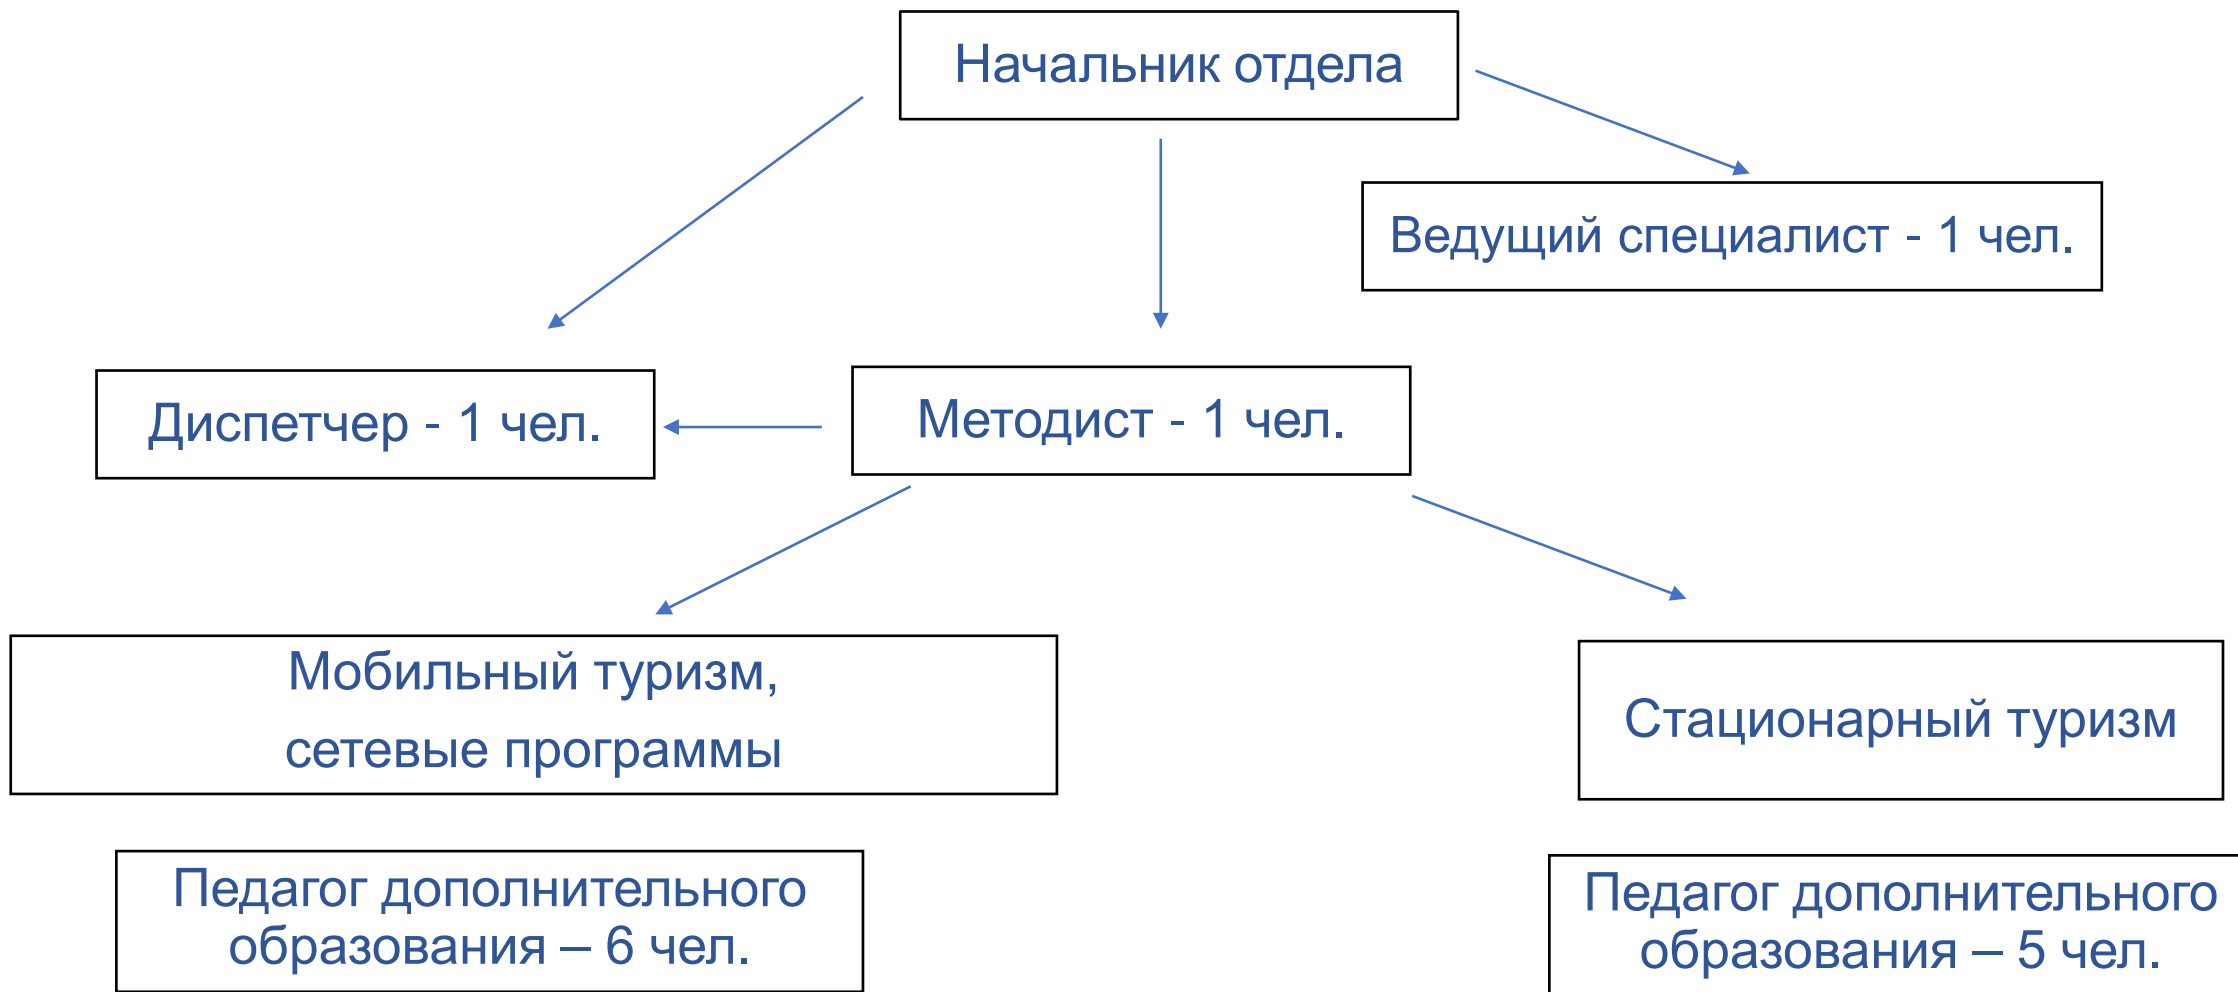 Начальник отдела
Ведущий специалист - 1 чел.
Диспетчер - 1 чел.
Методист - 1 чел.
Мобильный туризм,
сетевые программы
Стационарный туризм
Педагог дополнительного
образования – 6 чел.
Педагог дополнительного
образования – 5 чел.